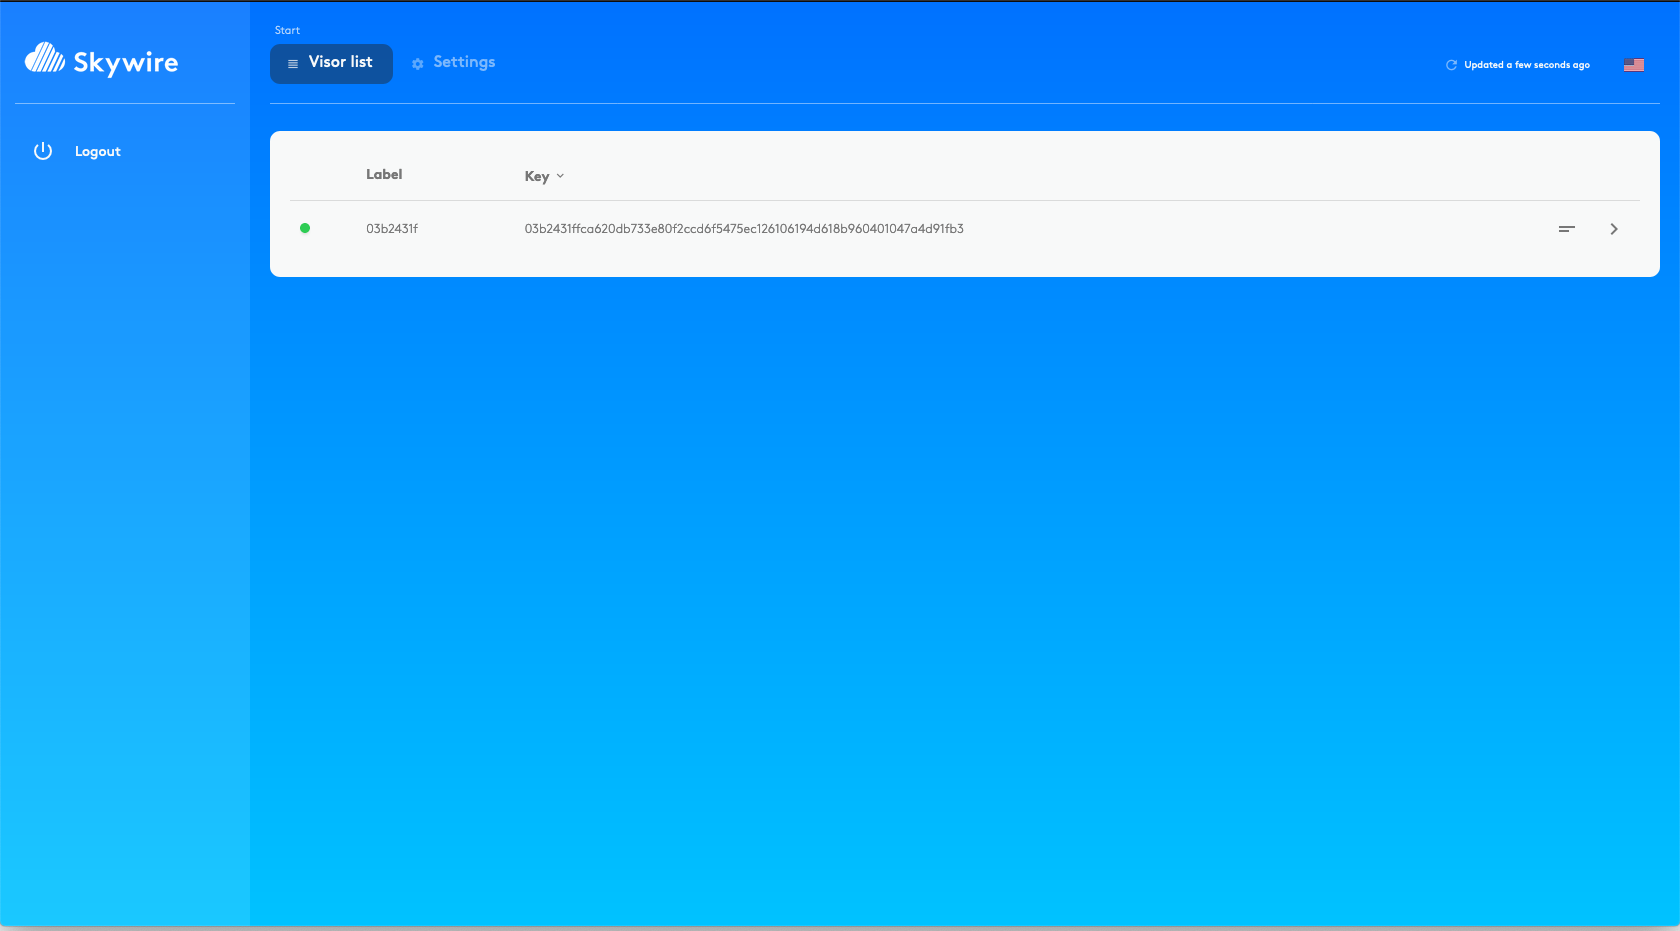 Skywire
Logout
Start
Visor list
Settings
Updated a few seconds ago
Label
Key
03b2431f
03b2431ffca620db733e80f2ccd6f5475ec126106194d618b960401047a4d91fb3